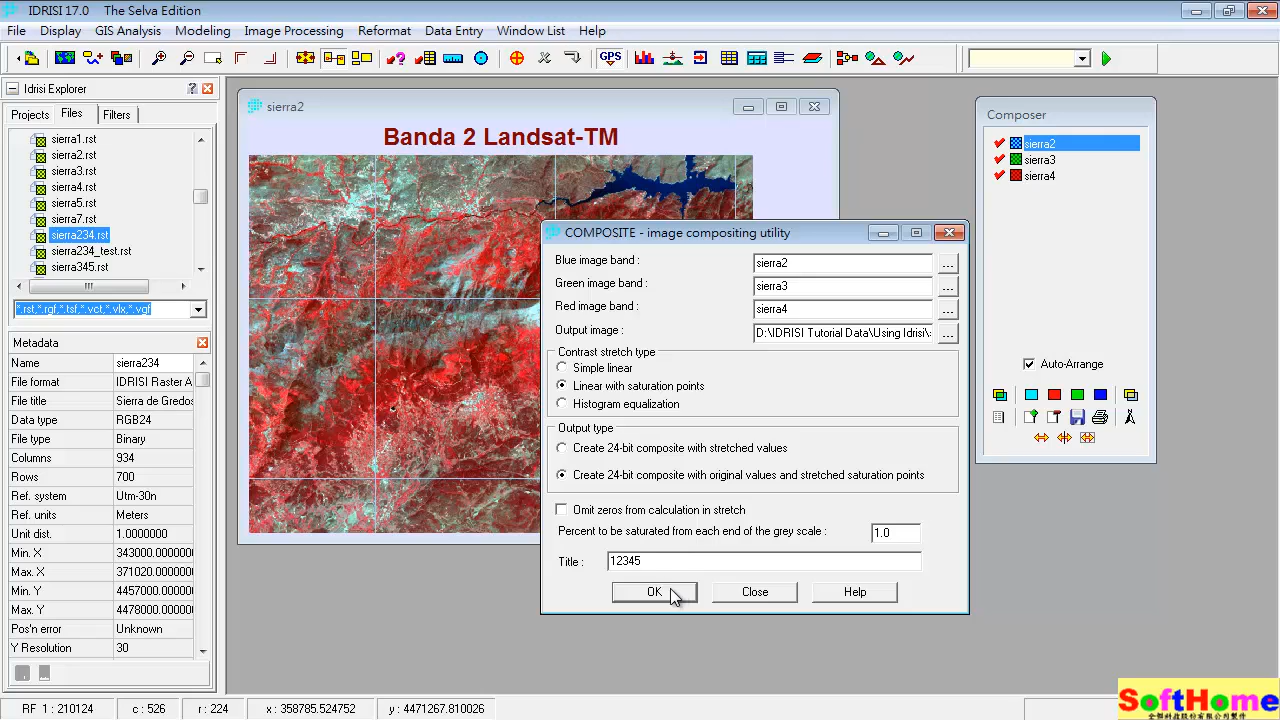 IDRISI 17.0    The Selva Edition
File Display GIS Analysis Modeling Image Processing Reformat Data Entry Window List Help
GPS
Idrisi Explorer
Projects Files Filters
sierra1.rst
sierra2.rst
sierra3.rst
sierra4.rst
sierra5.rst
sierra7.rst
sierra234.rst
sierra234_test.rst
sierra345.rst
*.rst,*.rgf,*.tsf,*.vct,*.vlx,*.vgf
Metadata
Name sierra234
File format IDRISI Raster A
File title Sierra de Gredos
Data type RGB24
File type Binary
Columns 934
Rows 700
Ref. system Utm-30n
Ref. units Meters
Unit dist. 1.0000000
Min. X 343000.0000000
Max. X 371020.0000000
Min. Y 4457000.000000
Max. Y 4478000.000000
Pos'n error Unknown
Y Resolution 30
sierra2
Banda 2 Landsat-TM
COMPOSITE - image compositing utility
Blue image band : sierra2 ...
Green image band : sierra3 ...
Red image band : sierra4 ...
Output image : D:\IDRISI Tutorial Data\Using Idrisi\ ...
Contrast stretch type
Simple linear
Linear with saturation points
Histogram equalization
Output type
Create 24-bit composite with stretched values
Create 24-bit composite with original values and stretched saturation points
Omit zeros from calculation in stretch
Percent to be saturated from each end of the grey scale : 1.0
Title : 12345
OK Close Help
Composer
sierra2
sierra3
sierra4
Auto-Arrange
RF 1 : 210124 c : 526 r : 224 x : 358785.524752
SoftHome